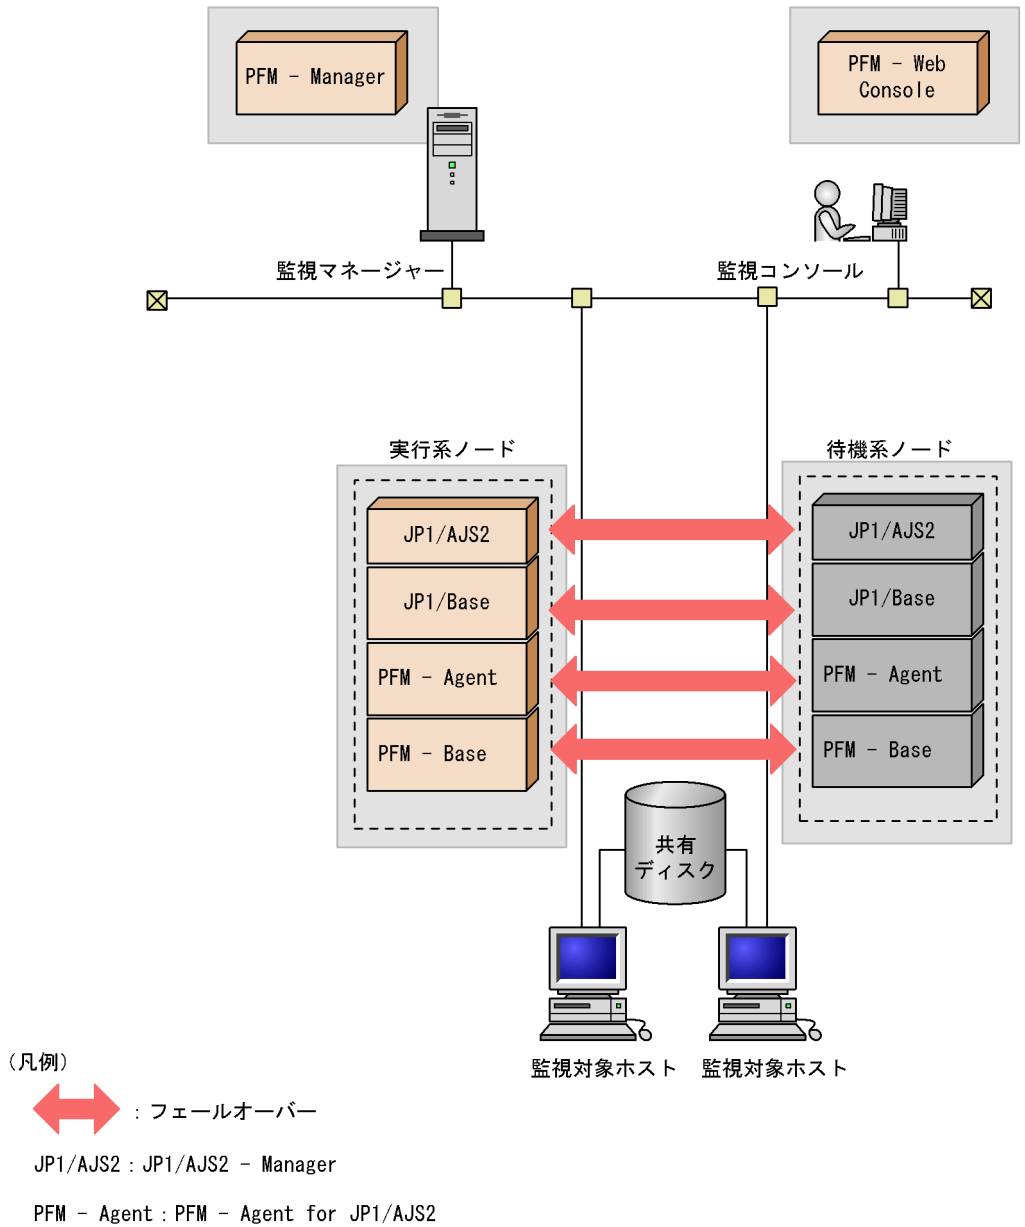 PFM - Manager
PFM - Web
Console
監視マネージャー
監視コンソール
実行系ノード
待機系ノード
JP1/AJS2
JP1/Base
PFM - Agent
PFM - Base
JP1/AJS2
JP1/Base
PFM - Agent
PFM - Base
共有
ディスク
監視対象ホスト
監視対象ホスト
(凡例)
:フェールオーバー
JP1/AJS2:JP1/AJS2 - Manager
PFM - Agent:PFM - Agent for JP1/AJS2